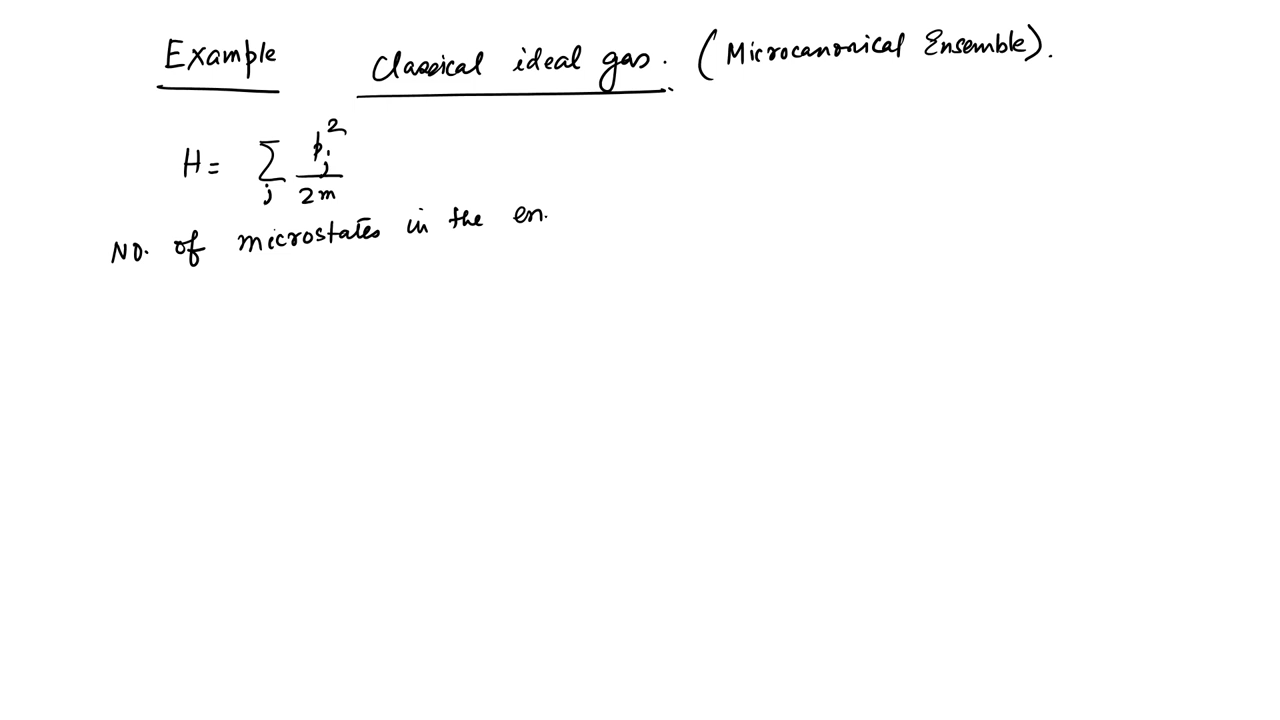 Example Classical ideal gas. (Microcanonical Ensemble).
H = ∑_j p_j^2 / 2m
NO. of microstates in the en.